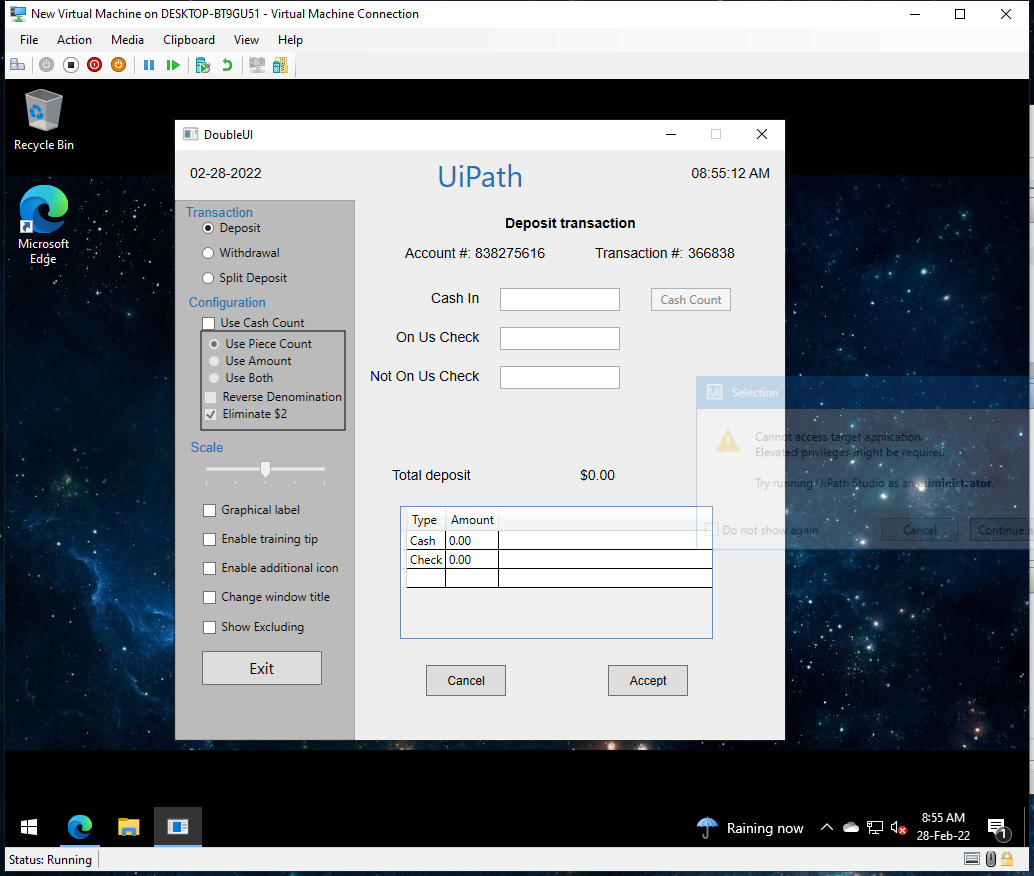 New Virtual Machine on DESKTOP-BT9GU51 - Virtual Machine Connection
File Action Media Clipboard View Help
Recycle Bin
Microsoft Edge
DoubleUI
02-28-2022 UiPath 08:55:12 AM
Transaction
Deposit
Withdrawal
Split Deposit
Configuration
Use Cash Count
Use Piece Count
Use Amount
Use Both
Reverse Denomination
Eliminate $2
Scale
Graphical label
Enable training tip
Enable additional icon
Change window title
Show Excluding
Exit
Deposit transaction
Account #: 838275616 Transaction #: 366838
Cash In Cash Count
On Us Check
Not On Us Check
Total deposit $0.00
Type Amount
Cash 0.00
Check 0.00
Cancel Accept
Ui Selection
Cannot access target application.
Elevated privileges might be required.
Try running UiPath Studio as an administrator.
Do not show again Cancel Continue
Raining now
8:55 AM
28-Feb-22
1
Status: Running